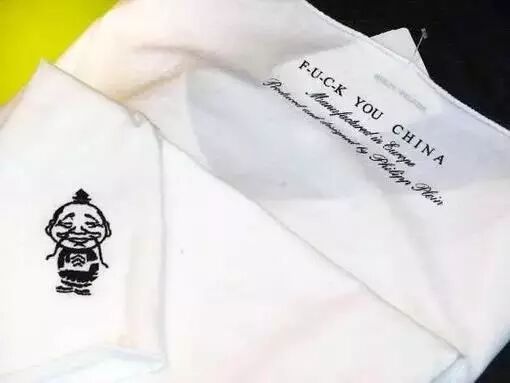 F-U-C-K YOU CHINA
Manufactured in Europe
Produced and designed by Philipp Plein